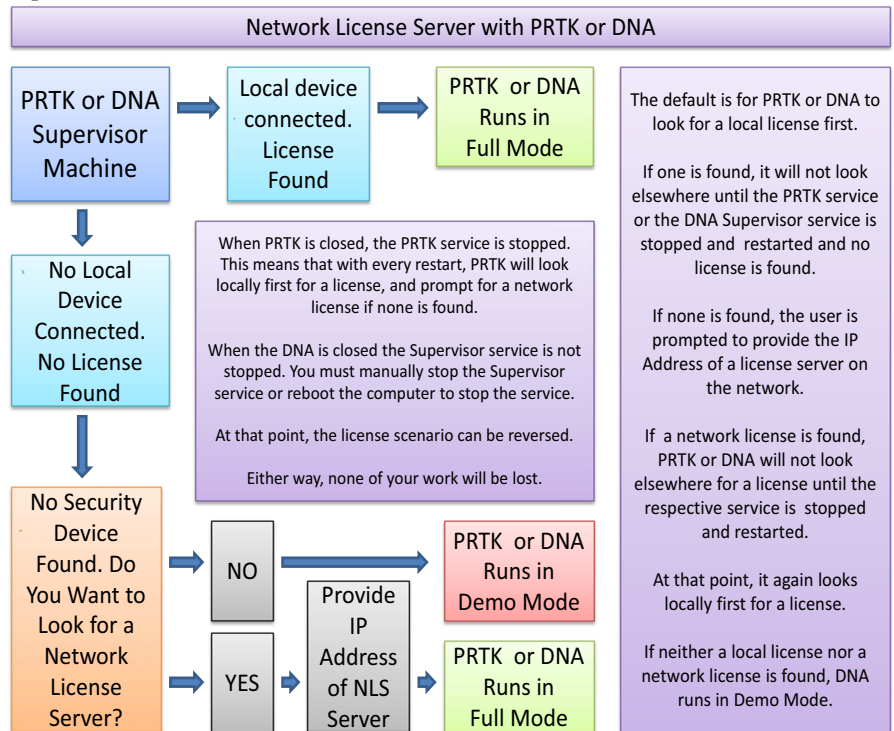 Network License Server with PRTK or DNA
PRTK or DNA
Supervisor
Machine
Local device
connected.
License
Found
PRTK or DNA
Runs in
Full Mode
No Local
Device
Connected.
No License
Found
When PRTK is closed, the PRTK service is stopped.
This means that with every restart, PRTK will look
locally first for a license, and prompt for a network
license if none is found.
When the DNA is closed the Supervisor service is not
stopped. You must manually stop the Supervisor
service or reboot the computer to stop the service.
At that point, the license scenario can be reversed.
Either way, none of your work will be lost.
No Security
Device
Found. Do
You Want to
Look for a
Network
License
Server?
NO
PRTK or DNA
Runs in
Demo Mode
YES
Provide
IP
Address
of NLS
Server
PRTK or DNA
Runs in
Full Mode
The default is for PRTK or DNA to
look for a local license first.
If one is found, it will not look
elsewhere until the PRTK service
or the DNA Supervisor service is
stopped and restarted and no
license is found.
If none is found, the user is
prompted to provide the IP
Address of a license server on
the network.
If a network license is found,
PRTK or DNA will not look
elsewhere for a license until the
respective service is stopped
and restarted.
At that point, it again looks
locally first for a license.
If neither a local license nor a
network license is found, DNA
runs in Demo Mode.